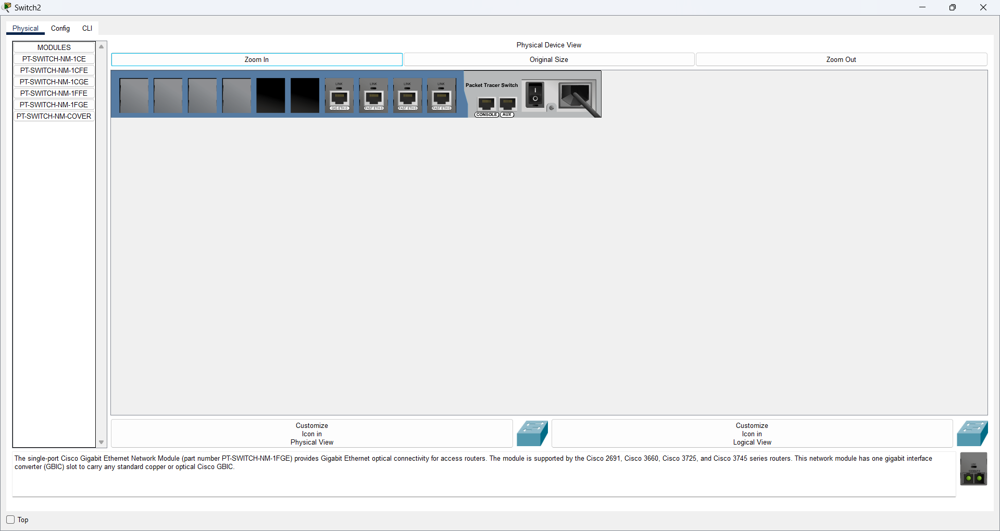 Switch2
Physical Config CLI
MODULES
PT-SWITCH-NM-1CE
PT-SWITCH-NM-1CFE
PT-SWITCH-NM-1CGE
PT-SWITCH-NM-1FFE
PT-SWITCH-NM-1FGE
PT-SWITCH-NM-COVER
Physical Device View
Zoom In Original Size Zoom Out
LINK LINK LINK LINK
GIG ETH 0 FAST ETH 0 FAST ETH 0 FAST ETH 0
Packet Tracer Switch
CONSOLE AUX
Customize
Icon in
Physical View
Customize
Icon in
Logical View
The single-port Cisco Gigabit Ethernet Network Module (part number PT-SWITCH-NM-1FGE) provides Gigabit Ethernet optical connectivity for access routers. The module is supported by the Cisco 2691, Cisco 3660, Cisco 3725, and Cisco 3745 series routers. This network module has one gigabit interface
converter (GBIC) slot to carry any standard copper or optical Cisco GBIC.
LINK
Top